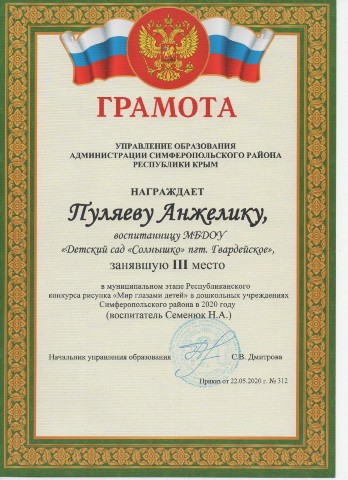 ГРАМОТА
УПРАВЛЕНИЕ ОБРАЗОВАНИЯ
АДМИНИСТРАЦИИ СИМФЕРОПОЛЬСКОГО РАЙОНА
РЕСПУБЛИКИ КРЫМ
НАГРАЖДАЕТ
Пуляеву Анжелику,
воспитанницу МБДОУ
«Детский сад «Солнышко» пгт. Гвардейское»,
занявшую III место
в муниципальном этапе Республиканского
конкурса рисунка «Мир глазами детей» в дошкольных учреждениях
Симферопольского района в 2020 году
(воспитатель Семенюк Н.А.)
Начальник управления образования С.В. Дмитрова
Приказ от 22.05.2020 г. № 312